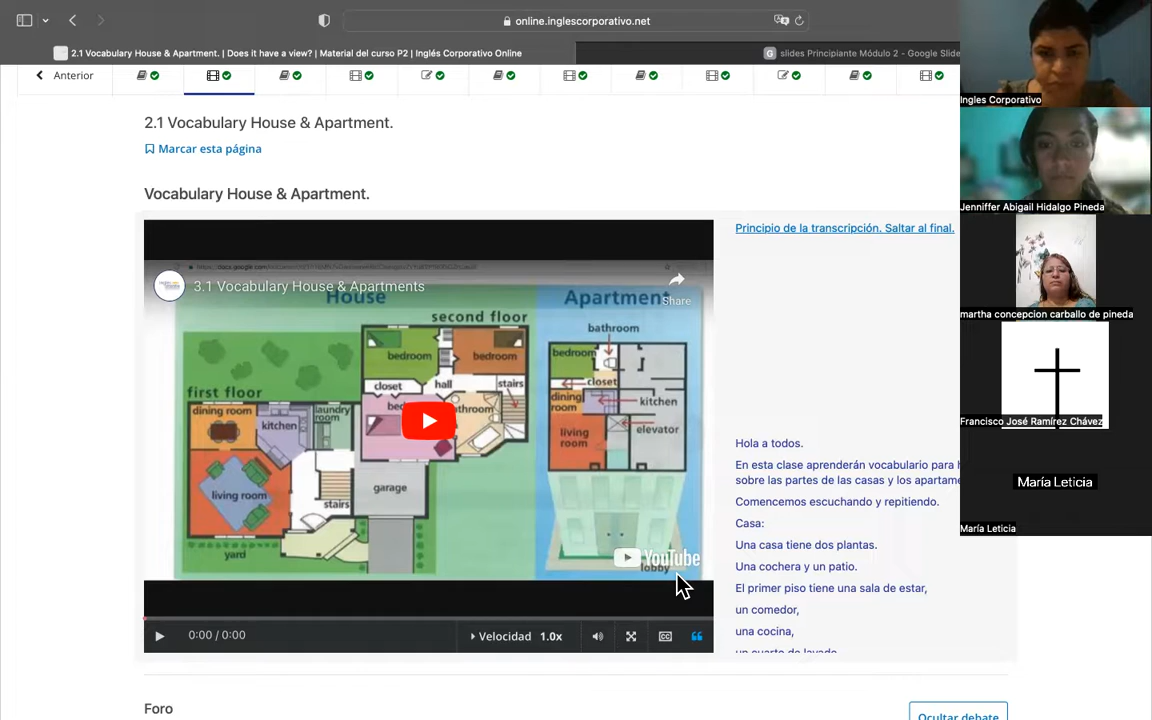 online.inglescorporativo.net
2.1 Vocabulary House & Apartment. | Does it have a view? | Material del curso P2 | Inglés Corporativo Online
G slides Principiante Módulo 2 - Google Slide
Anterior
2.1 Vocabulary House & Apartment.
Marcar esta página
Vocabulary House & Apartment.
3.1 Vocabulary House & Apartments
Share
House
Apartment
second floor
bathroom
bedroom
bedroom
bedroom
closet
hall
stairs
closet
first floor
dining room
kitchen
laundry room
dining room
kitchen
living room
elevator
living room
garage
stairs
yard
lobby
YouTube
0:00 / 0:00
Velocidad 1.0x
CC
Principio de la transcripción. Saltar al final.
Hola a todos.
En esta clase aprenderán vocabulario para
sobre las partes de las casas y los apartame
Comencemos escuchando y repitiendo.
Casa:
Una casa tiene dos plantas.
Una cochera y un patio.
El primer piso tiene una sala de estar,
un comedor,
una cocina,
un cuarto de lavado
Foro
Ocultar debate
Ingles Corporativo
Jenniffer Abigail Hidalgo Pineda
martha concepcion carballo de pineda
Francisco José Ramírez Chávez
María Leticia
María Leticia